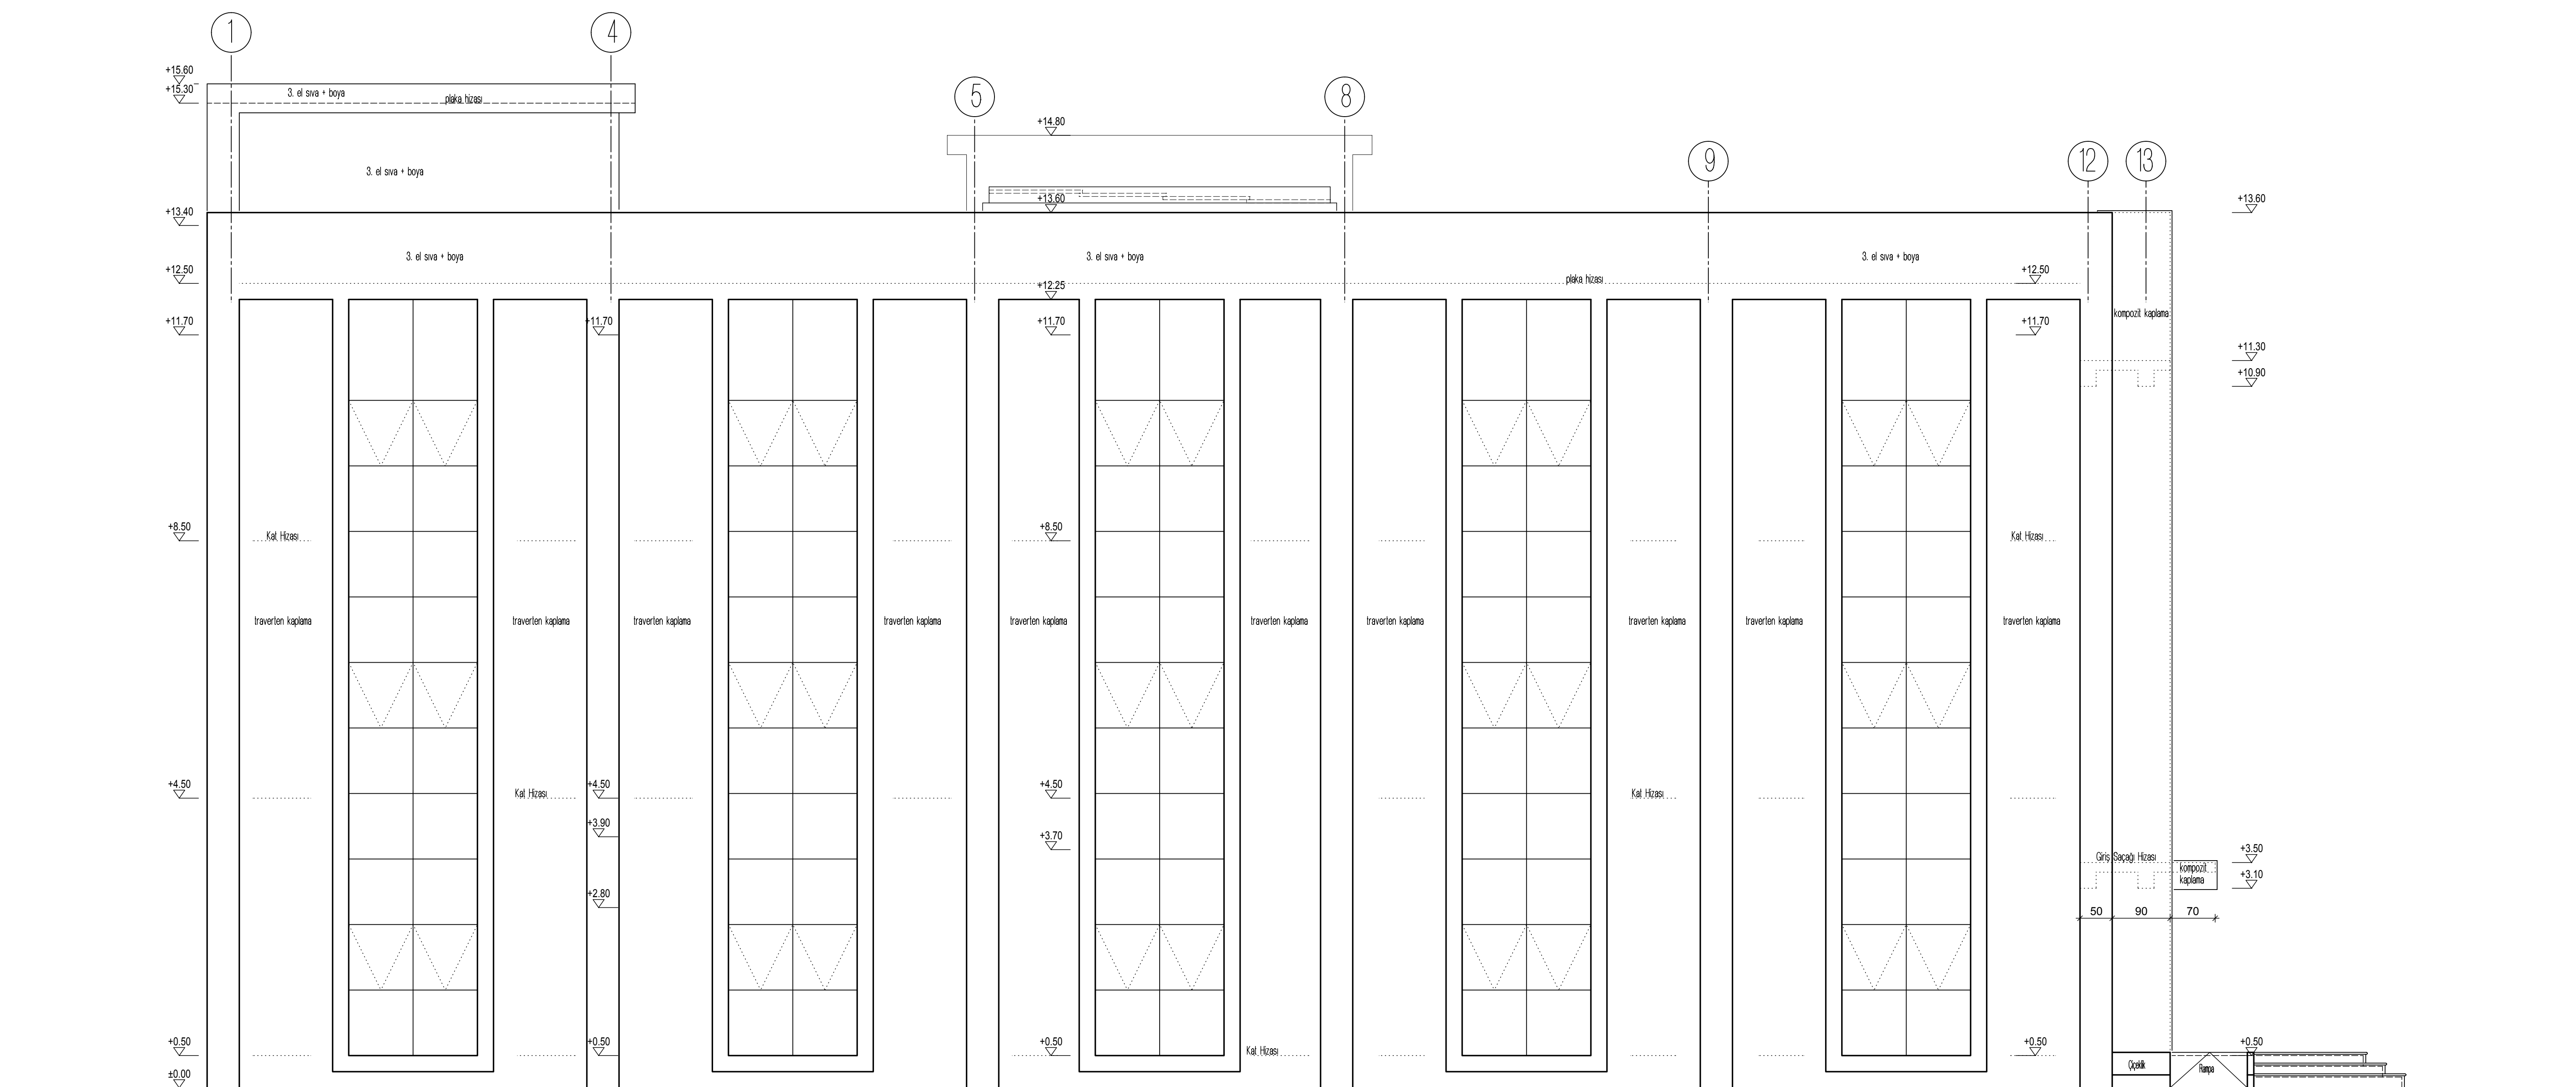 1
4
+15.60
+15.30
3. el sıva + boya
plaka hizası
5
8
+14.80
9
12
13
3. el sıva + boya
+13.60
+13.60
+13.40
3. el sıva + boya
3. el sıva + boya
3. el sıva + boya
+12.50
+12.50
plaka hizası
+12.25
kompozit kaplama
+11.70
+11.70
+11.70
+11.70
+11.30
+10.90
+8.50
Kat Hizası
+8.50
Kat Hizası
traverten kaplama
traverten kaplama
traverten kaplama
traverten kaplama
traverten kaplama
traverten kaplama
traverten kaplama
traverten kaplama
traverten kaplama
traverten kaplama
+4.50
Kat Hizası
+4.50
+4.50
Kat Hizası
+3.90
+3.70
Giriş Saçağı Hizası
+3.50
kompozit
kaplama
+3.10
+2.80
50
90
70
+0.50
+0.50
+0.50
Kat Hizası
+0.50
+0.50
Çiçeklik
Rampa
±0.00